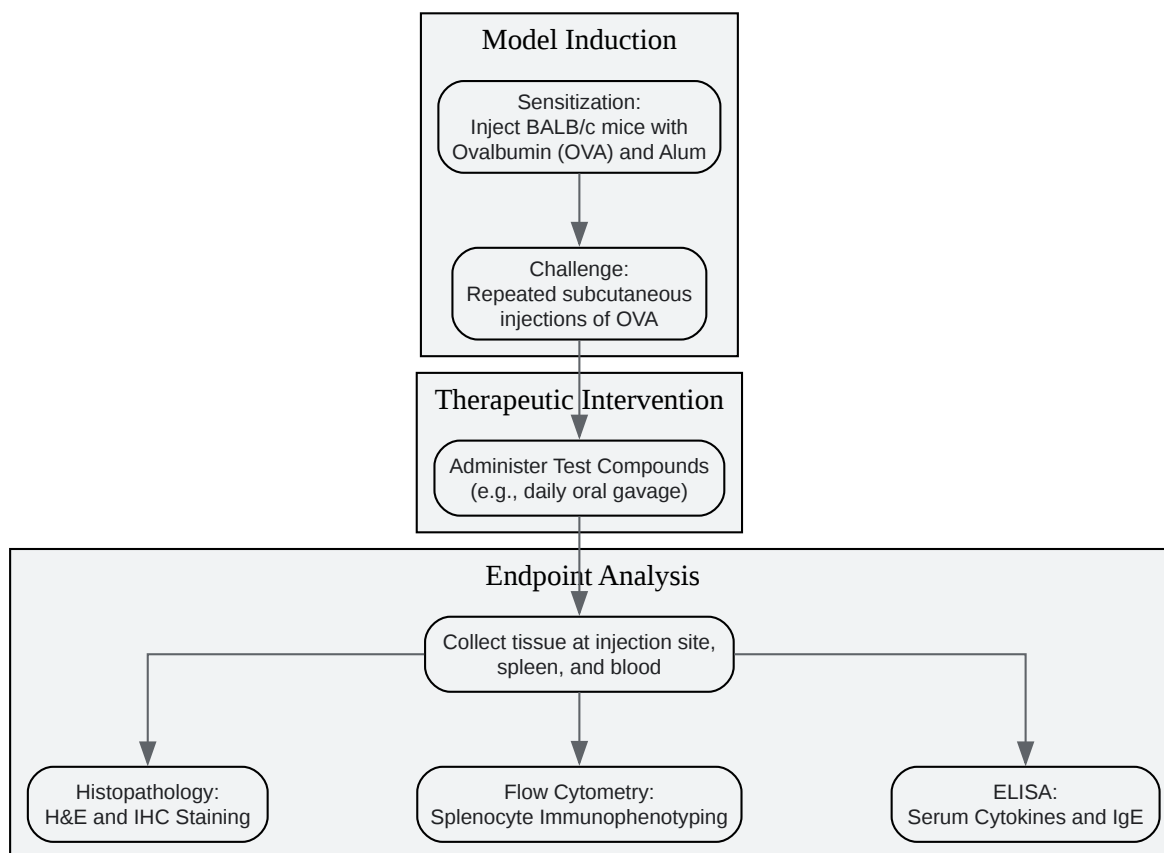 Model Induction
Sensitization:
Inject BALB/c mice with
Ovalbumin (OVA) and Alum
Challenge:
Repeated subcutaneous
injections of OVA
Therapeutic Intervention
Administer Test Compounds
(e.g., daily oral gavage)
Endpoint Analysis
Collect tissue at injection site,
spleen, and blood
Histopathology:
H&E and IHC Staining
Flow Cytometry:
Splenocyte Immunophenotyping
ELISA:
Serum Cytokines and IgE